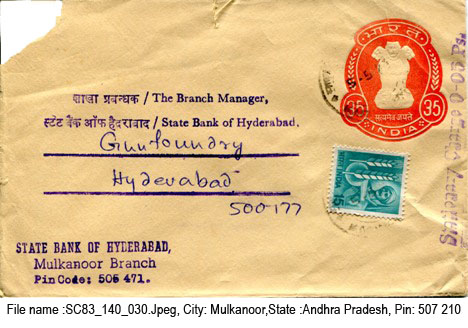 भारत
35 35
सत्यमेव जयते
INDIA
शाखा प्रबन्धक / The Branch Manager,
स्टेट बैंक ऑफ हैदराबाद / State Bank of Hyderabad,
Gunfoundry
Hyderabad
500177
STATE BANK OF HYDERABAD,
Mulkanoor Branch
Pin Code: 505 471.
File name :SC83_140_030.Jpeg, City: Mulkanoor,State :Andhra Pradesh, Pin: 507 210